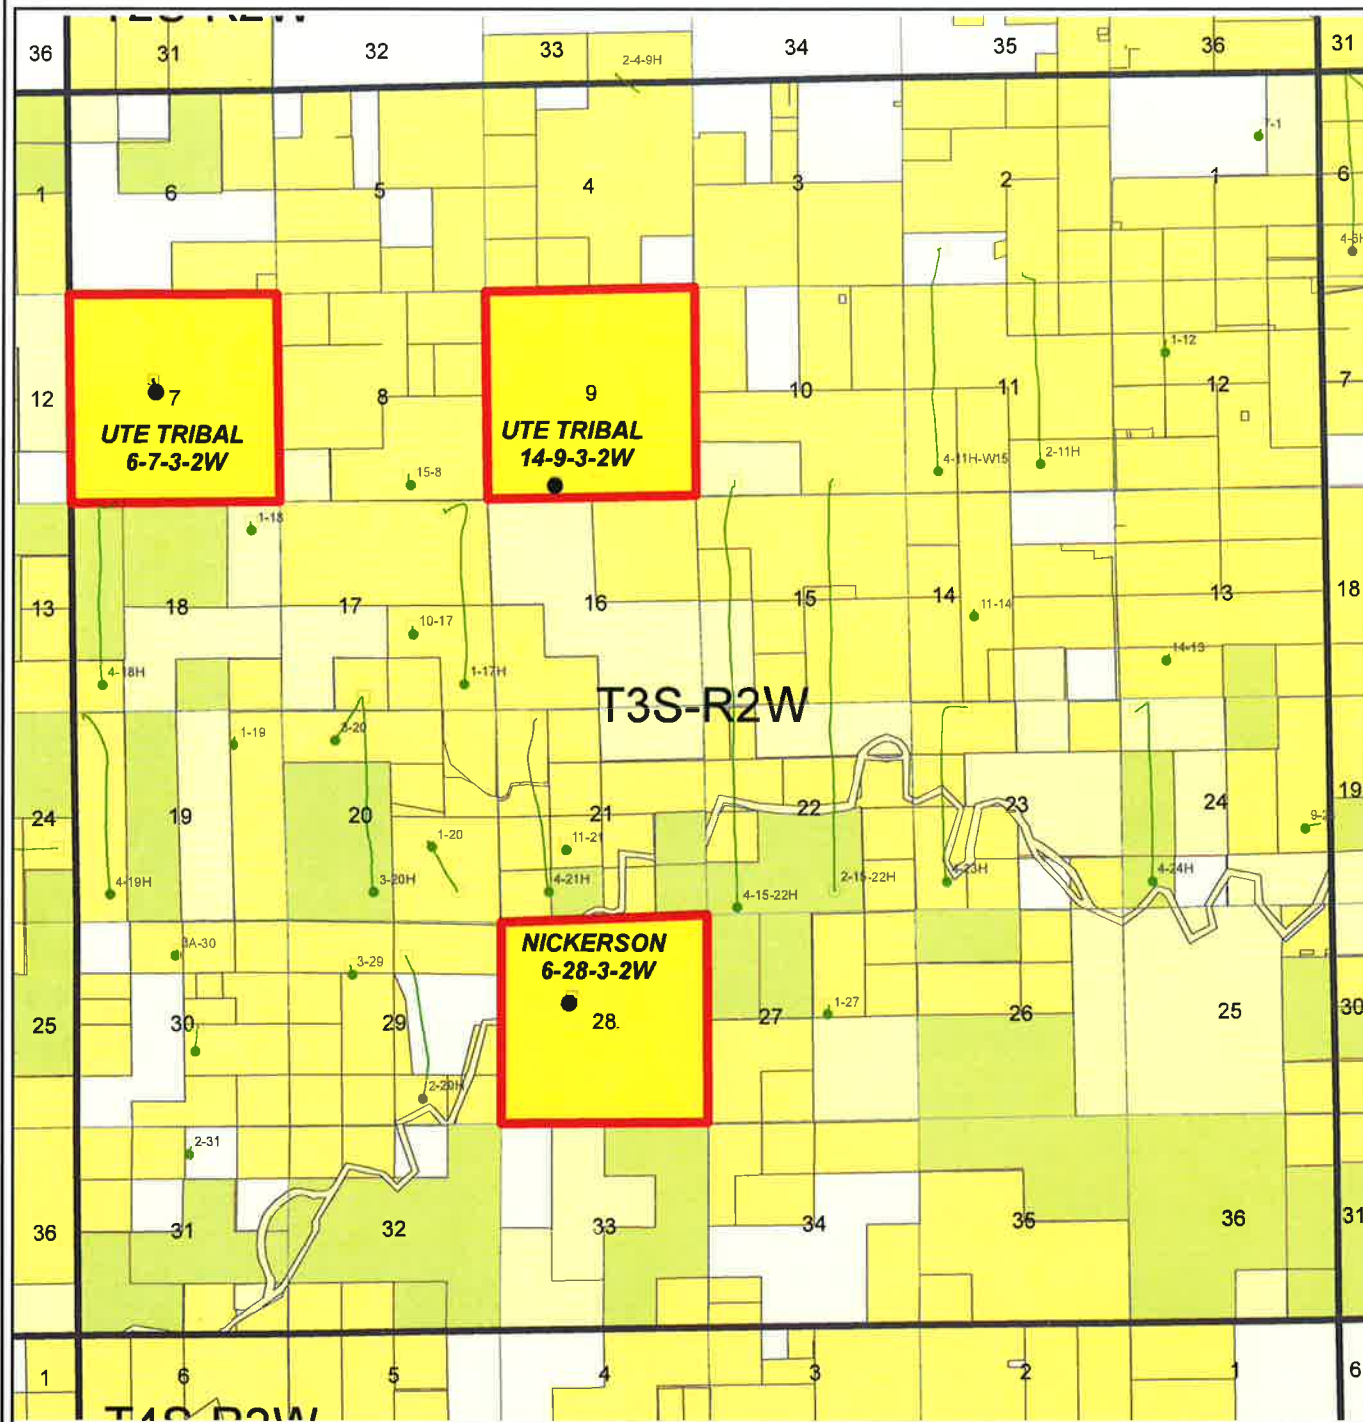 36 31 32 33 34 35 36 31
2-4-9H
7-1
1 6 5 4 3 2 1 6
4-6H
1-12
12 7 8 9 10 11 12 7
UTE TRIBAL
6-7-3-2W
UTE TRIBAL
14-9-3-2W
15-8
4-11H-W15
2-11H
1-18
13 18 17 16 15 14 13 18
10-17
11-14
14-13
4-18H
1-17H
T3S-R2W
1-19
3-20
24 19 20 21 22 23 24 19
1-20
11-21
4-19H
3-20H
4-21H
4-15-22H
2-15-22H
4-23H
4-24H
NICKERSON
6-28-3-2W
3A-30
3-29
1-27
25 30 29 28 27 26 25 30
2-29H
2-31
36 31 32 33 34 35 36 31
1 6 5 4 3 2 1 6